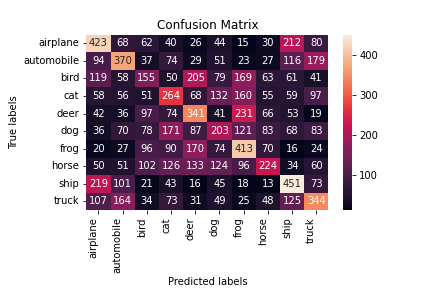 Confusion Matrix
airplane 423 68 62 40 26 44 15 30 212 80
automobile 94 370 37 74 29 51 23 27 116 179
bird 119 58 155 50 205 79 169 63 61 41
cat 58 56 51 264 68 132 160 55 59 97
deer 42 36 97 74 341 41 231 66 53 19
dog 36 70 78 171 87 203 121 83 68 83
frog 20 27 96 90 170 74 413 70 16 24
horse 50 51 102 126 133 124 96 224 34 60
ship 219 101 21 43 16 45 18 13 451 73
truck 107 164 34 73 31 49 25 48 125 344
airplane automobile bird cat deer dog frog horse ship truck
True labels
Predicted labels
400
300
200
100